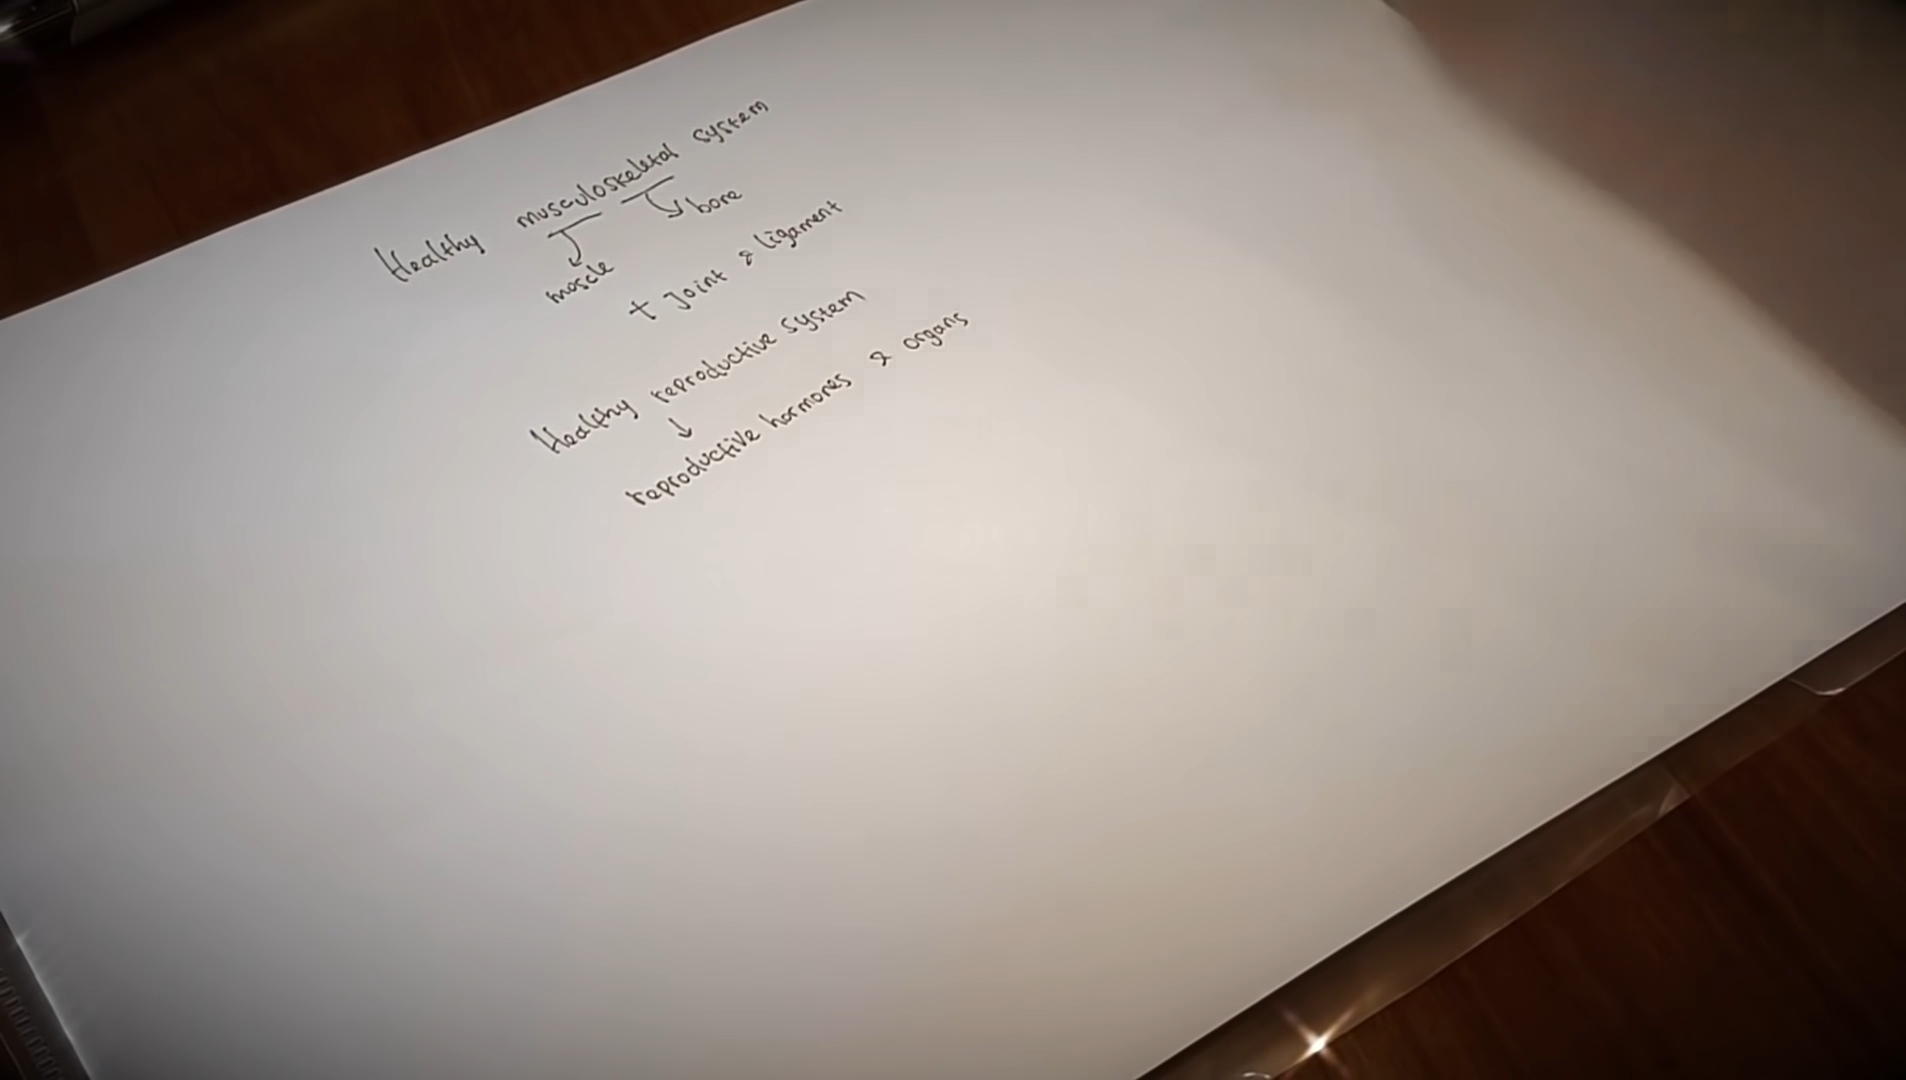 Healthy musculoskeletal system
muscle
bone
+ Joint & ligament
Healthy reproductive system
↓
reproductive hormones & organs